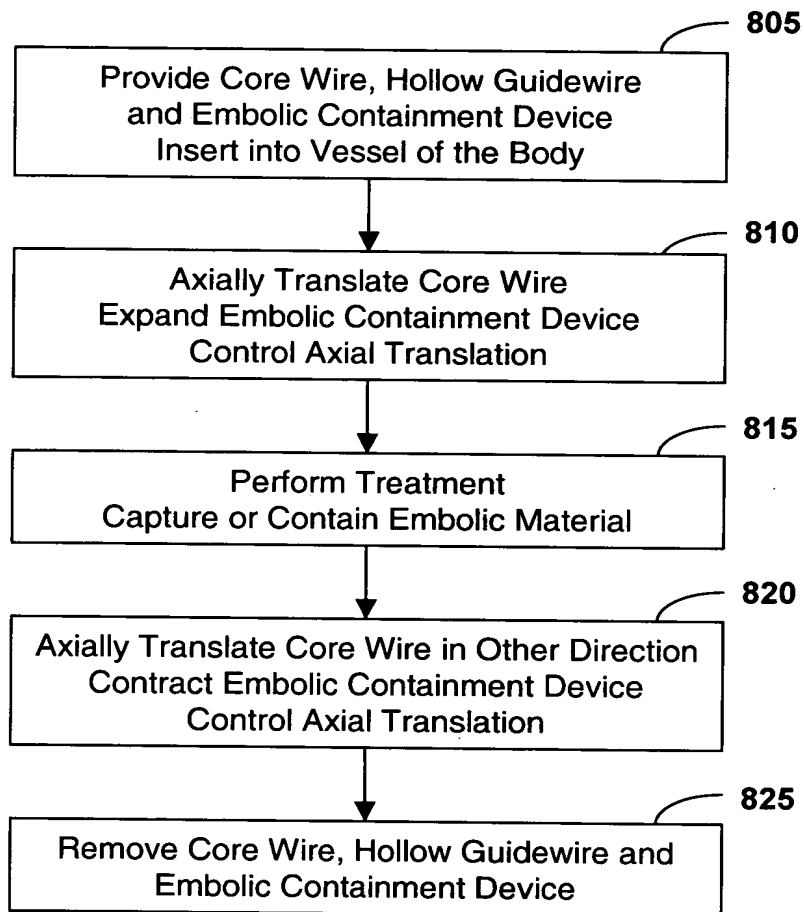 805
Provide Core Wire, Hollow Guidewire
and Embolic Containment Device
Insert into Vessel of the Body
810
Axially Translate Core Wire
Expand Embolic Containment Device
Control Axial Translation
815
Perform Treatment
Capture or Contain Embolic Material
820
Axially Translate Core Wire in Other Direction
Contract Embolic Containment Device
Control Axial Translation
825
Remove Core Wire, Hollow Guidewire and
Embolic Containment Device